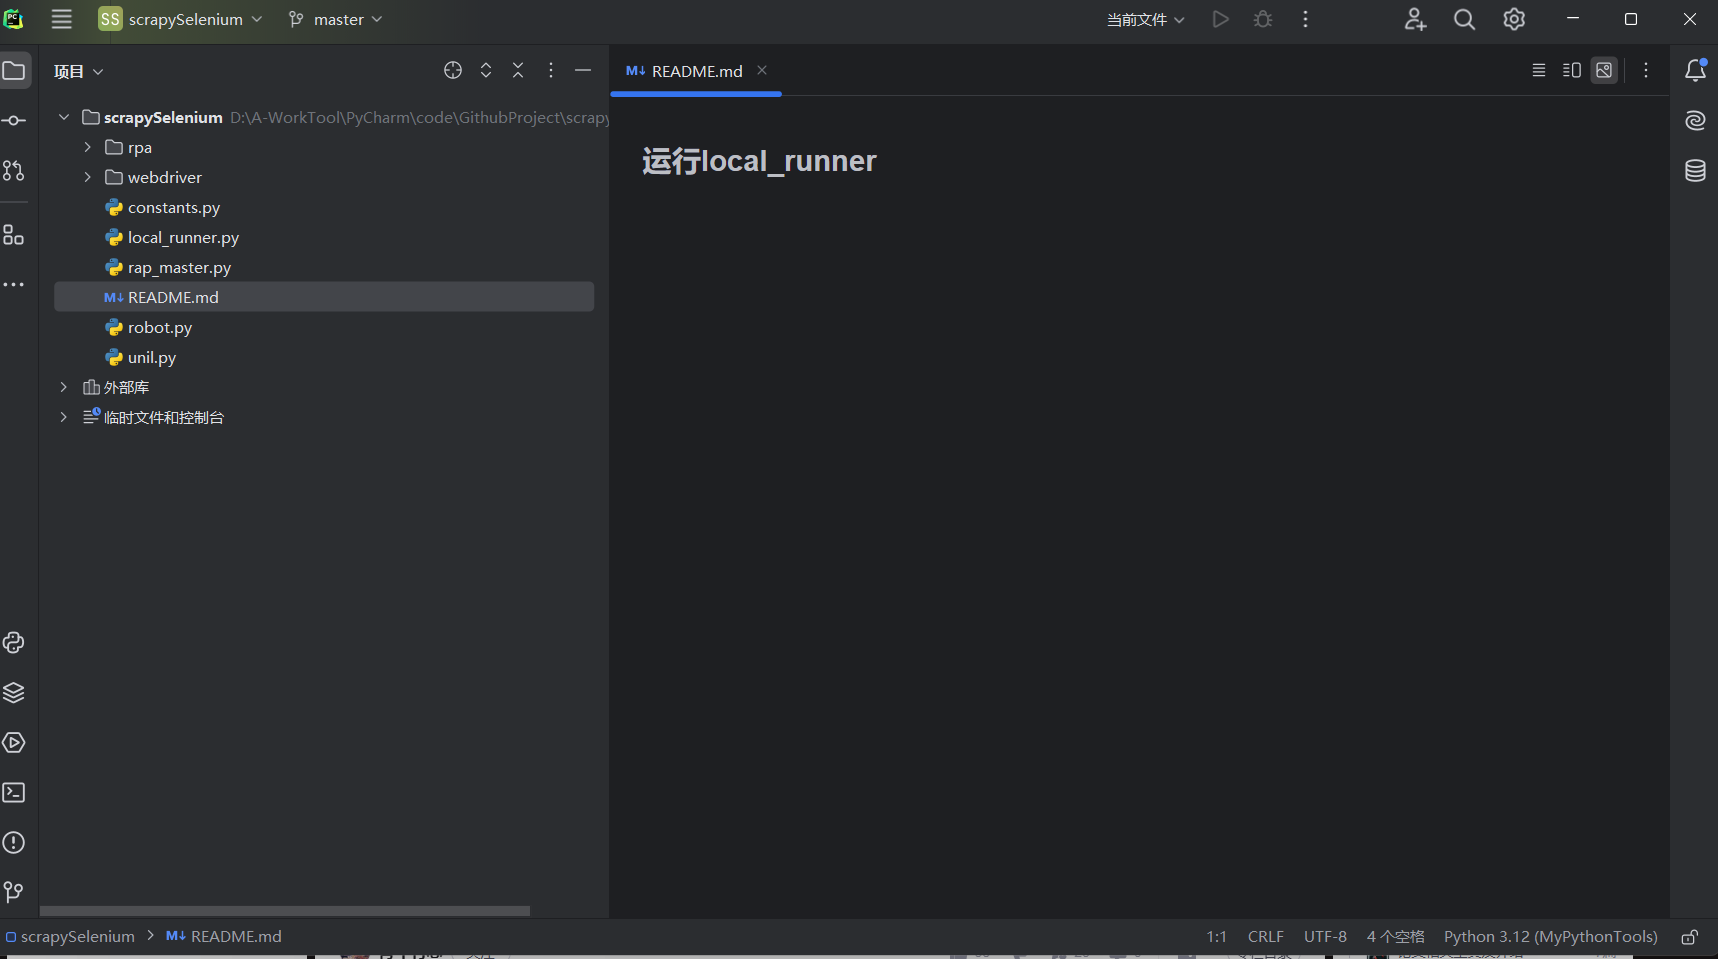 SS scrapySelenium master 当前文件
项目
M↓ README.md
scrapySelenium D:\A-WorkTool\PyCharm\code\GithubProject\scrapy
rpa
webdriver
constants.py
local_runner.py
rap_master.py
M↓ README.md
robot.py
unil.py
外部库
临时文件和控制台
运行local_runner
scrapySelenium > M↓ README.md
1:1 CRLF UTF-8 4 个空格 Python 3.12 (MyPythonTools)